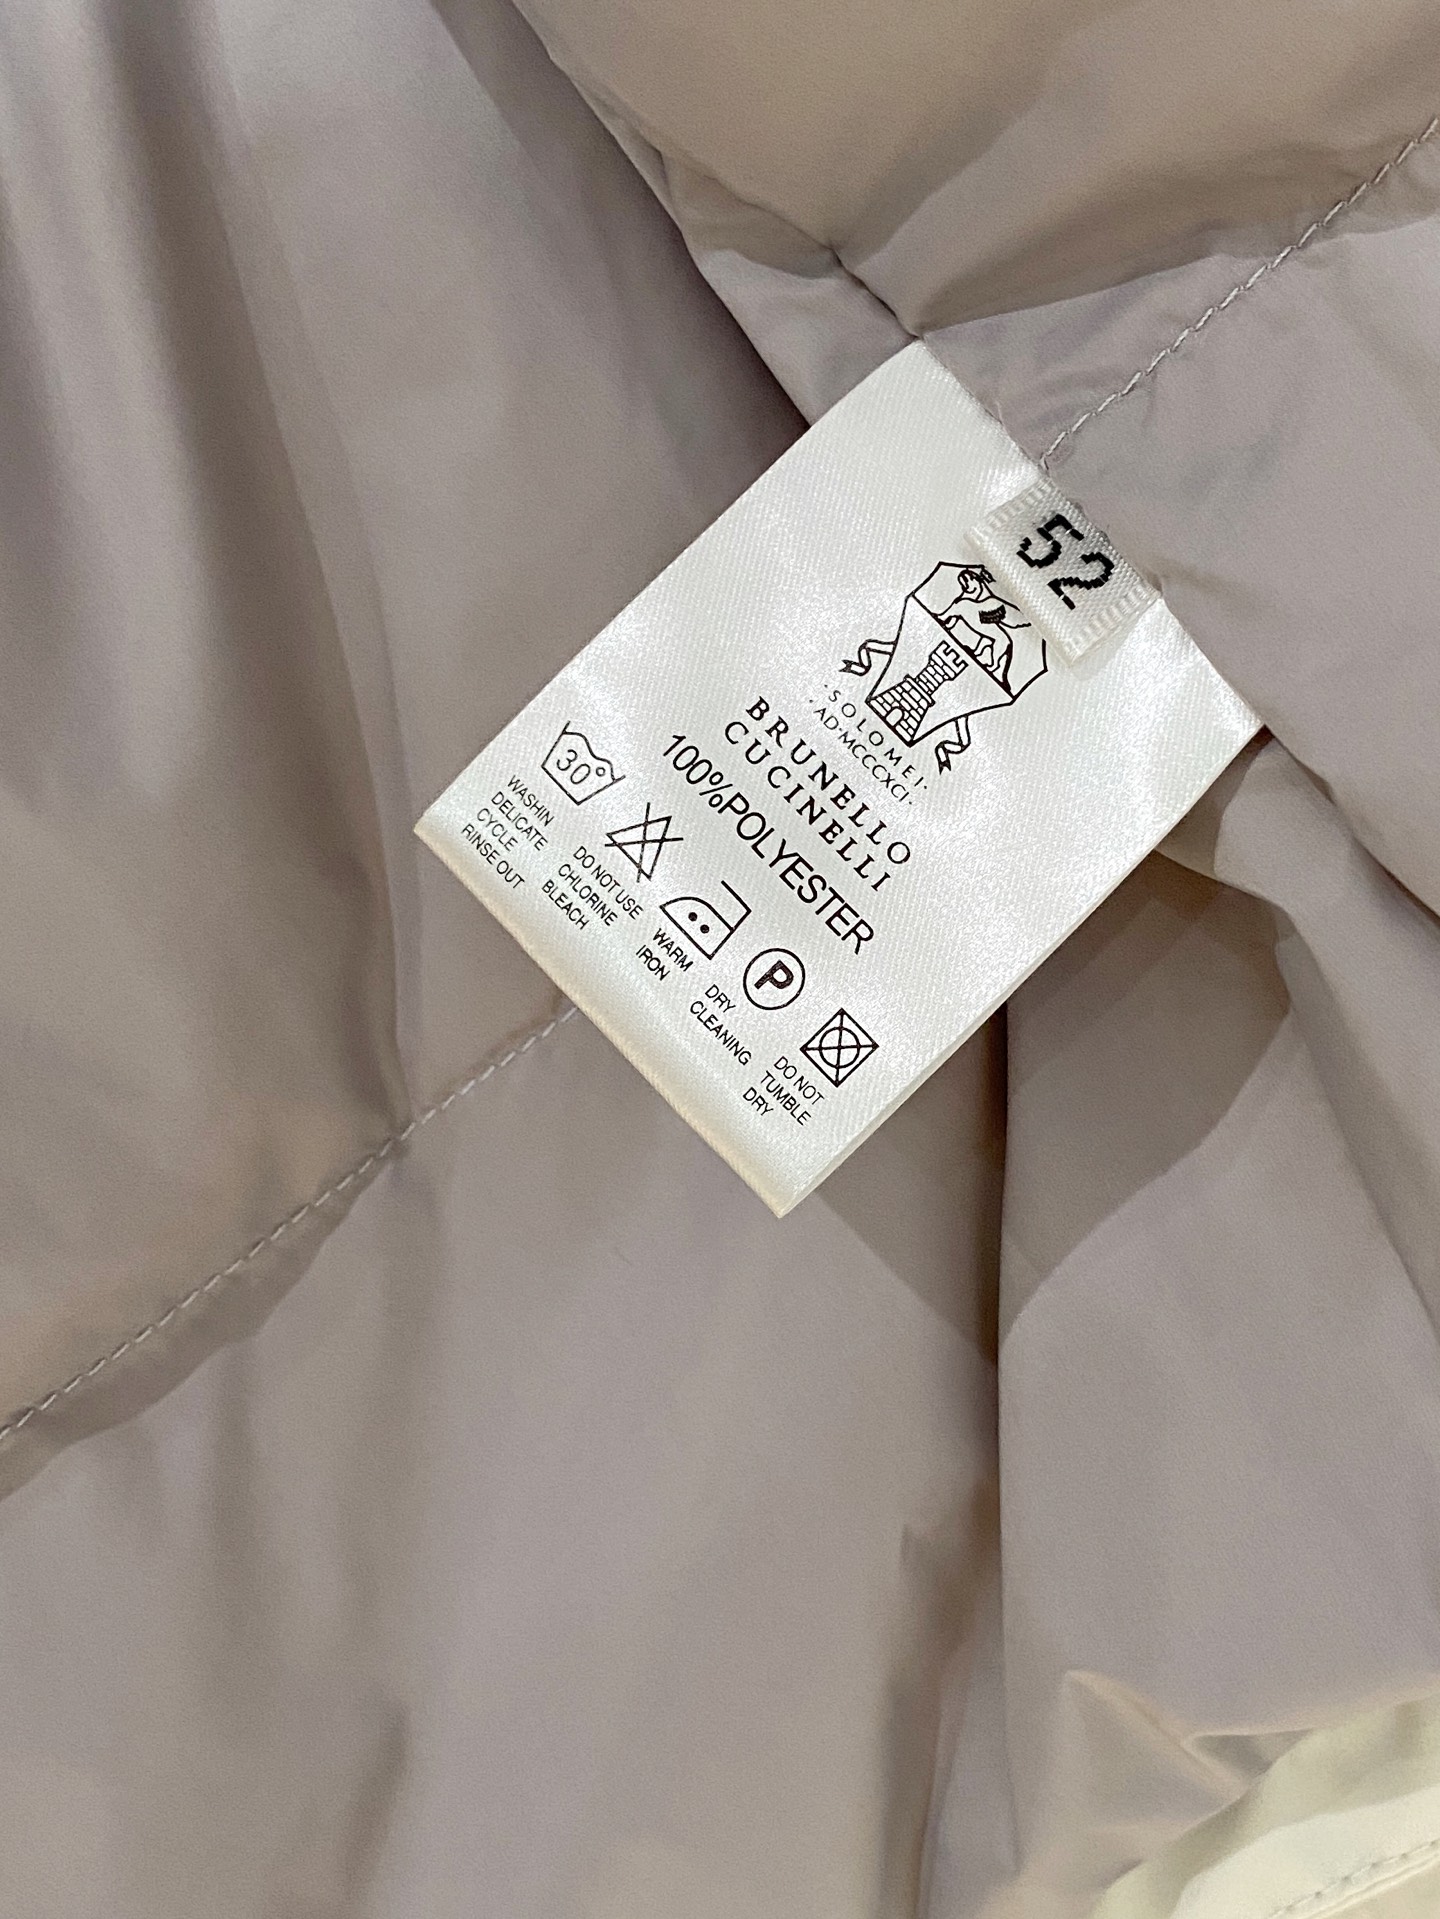 52
·SOLOMEI·
·AD·MCCCXCI·
BRUNELLO
CUCINELLI
100%POLYESTER
30°
WASHIN
DELICATE
CYCLE
RINSE OUT
DO NOT USE
CHLORINE
BLEACH
WARM
IRON
P
DRY
CLEANING
DO NOT
TUMBLE
DRY